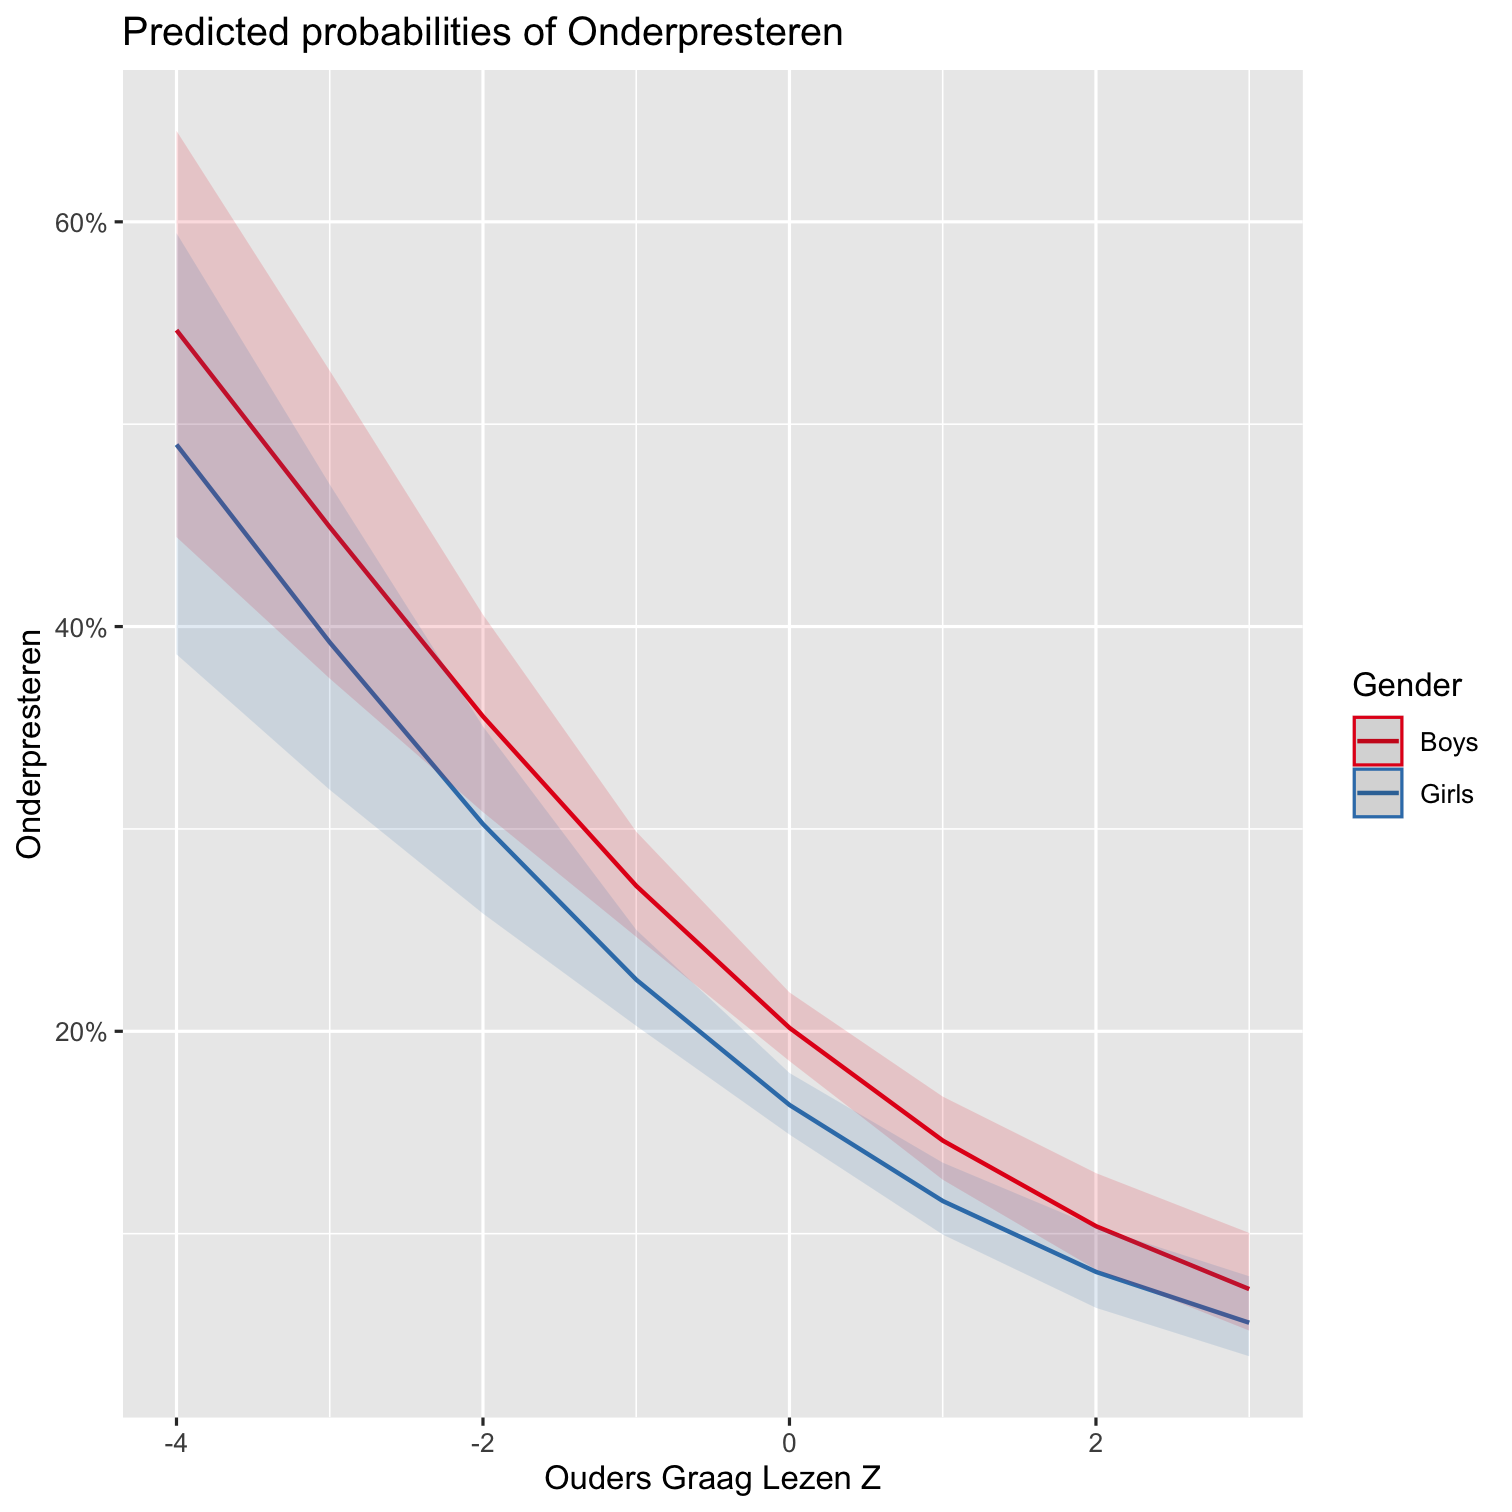 Predicted probabilities of Onderpresteren
60%
40%
20%
Onderpresteren
-4
-2
0
2
Ouders Graag Lezen Z
Gender
Boys
Girls